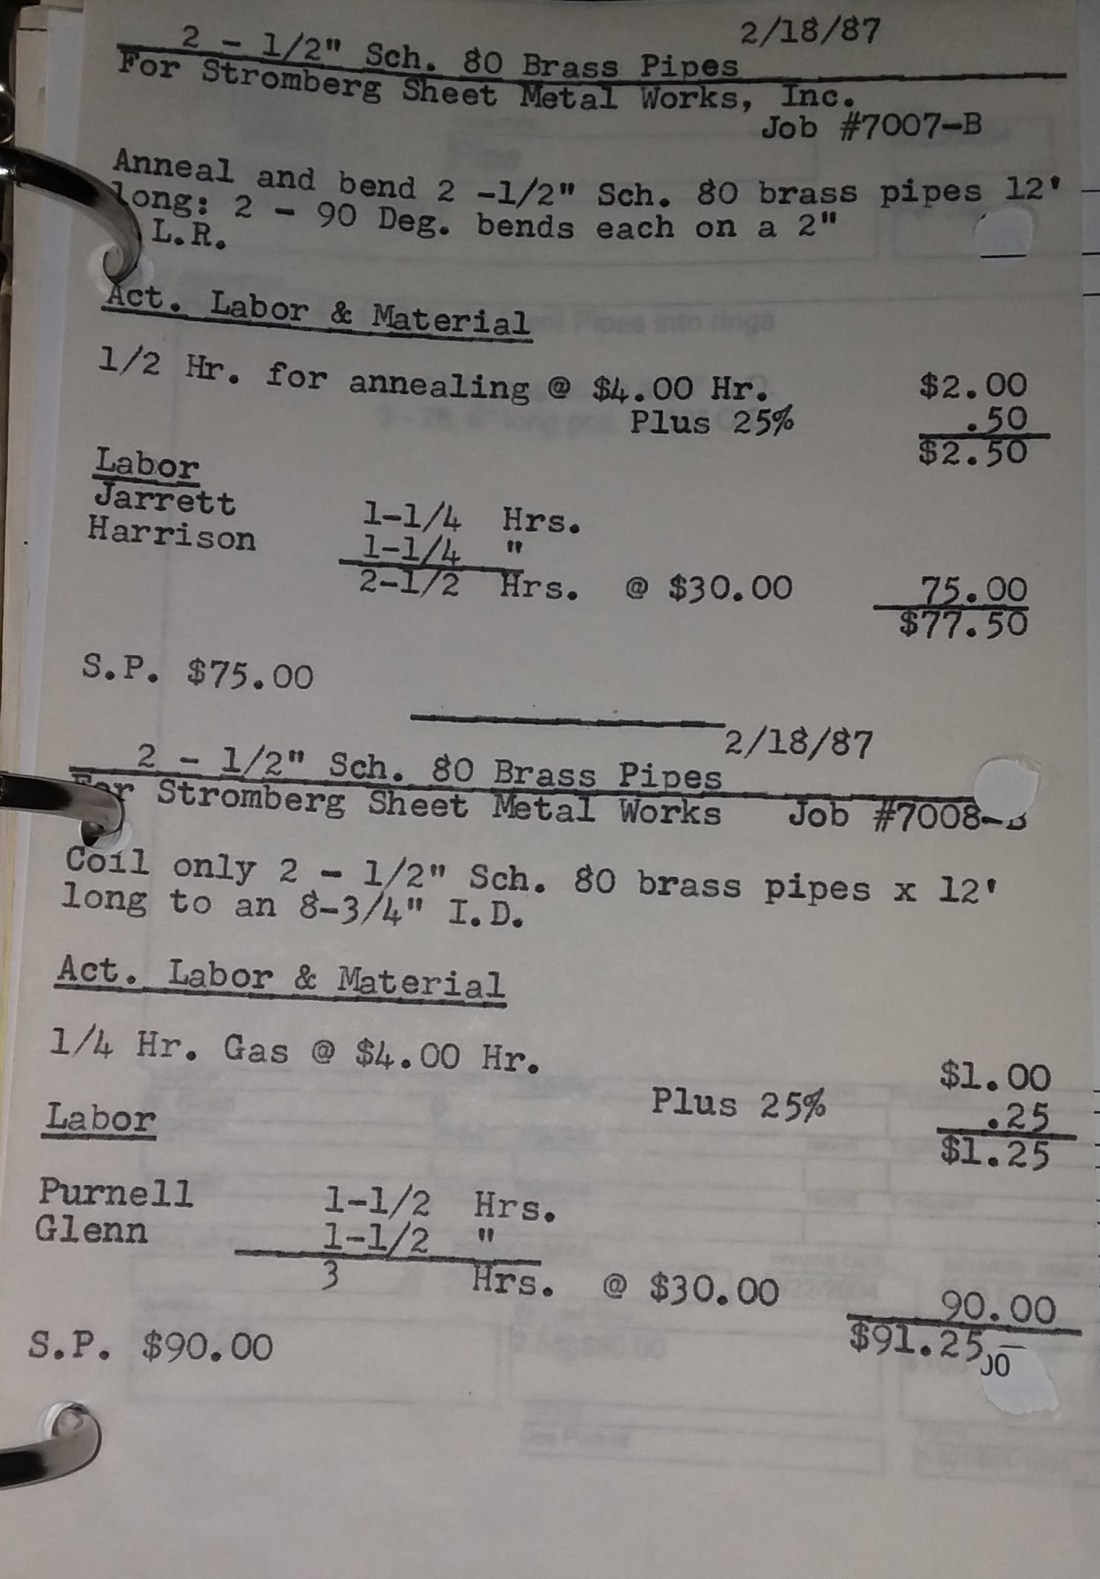 2/18/87
2 - 1/2" Sch. 80 Brass Pipes
For Stromberg Sheet Metal Works, Inc.
Job #7007-B
Anneal and bend 2 -1/2" Sch. 80 brass pipes 12'
long: 2 - 90 Deg. bends each on a 2"
L.R.
Act. Labor & Material
1/2 Hr. for annealing @ $4.00 Hr. $2.00
Plus 25% .50
$2.50
Labor
Jarrett 1-1/4 Hrs.
Harrison 1-1/4 "
2-1/2 Hrs. @ $30.00 75.00
$77.50
S.P. $75.00
2/18/87
2 - 1/2" Sch. 80 Brass Pipes
For Stromberg Sheet Metal Works Job #7008-B
Coil only 2 - 1/2" Sch. 80 brass pipes x 12'
long to an 8-3/4" I.D.
Act. Labor & Material
1/4 Hr. Gas @ $4.00 Hr. $1.00
Plus 25% .25
$1.25
Labor
Purnell 1-1/2 Hrs.
Glenn 1-1/2 "
3 Hrs. @ $30.00 90.00
$91.25
S.P. $90.00